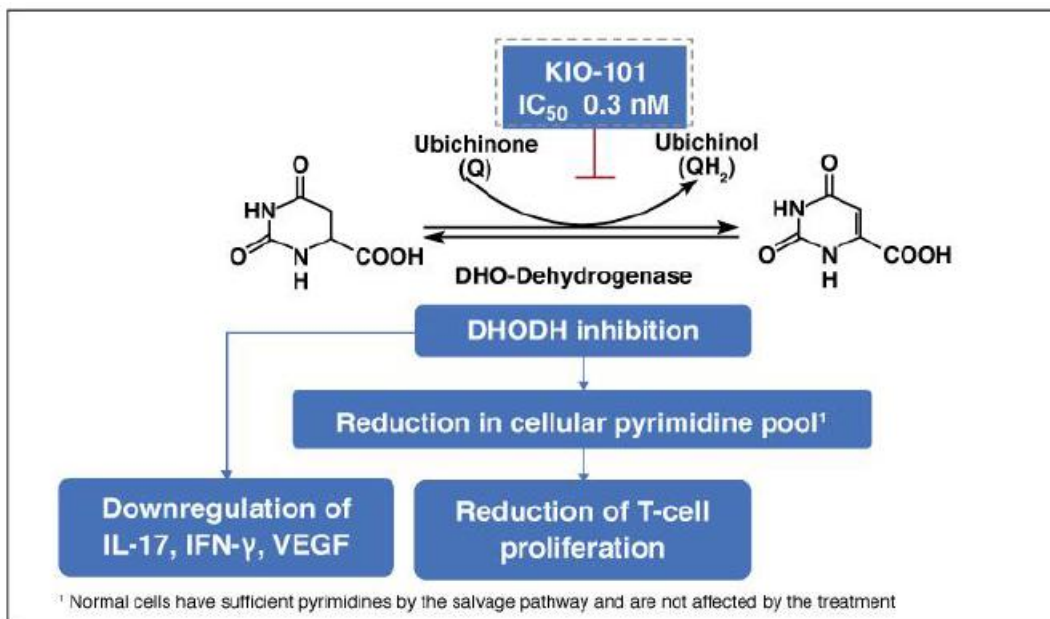 KIO-101
IC₅₀ 0.3 nM
Ubichinone
(Q)
Ubichinol
(QH₂)
O
HN
O
N
H
COOH
DHO-Dehydrogenase
O
HN
O
N
H
COOH
DHODH inhibition
Reduction in cellular pyrimidine pool¹
Downregulation of
IL-17, IFN-γ, VEGF
Reduction of T-cell
proliferation
¹ Normal cells have sufficient pyrimidines by the salvage pathway and are not affected by the treatment